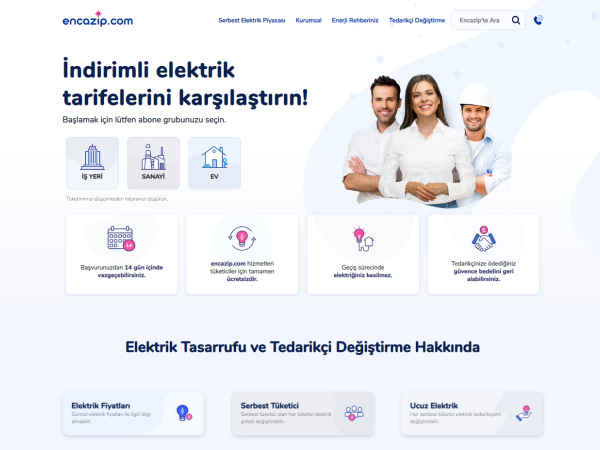 encazip.com
Serbest Elektrik Piyasası Kurumsal Enerji Rehberiniz Tedarikçi Değiştirme Encazip'te Ara
İndirimli elektrik
tarifelerini karşılaştırın!
Başlamak için lütfen abone grubunuzu seçin.
İŞ YERİ SANAYİ EV
Tüketiminizi düşürmeden faturanızı düşürün.
14
Başvurunuzdan 14 gün içinde
vazgeçebilirsiniz.
encazip.com hizmetleri
tüketiciler için tamamen
ücretsizdir.
Geçiş sürecinde
elektriğiniz kesilmez.
Tedarikçinize ödediğiniz
güvence bedelini geri
alabilirsiniz.
Elektrik Tasarrufu ve Tedarikçi Değiştirme Hakkında
Elektrik Fiyatları
Güncel elektrik fiyatları ile ilgili bilgi
alınabilir.
Serbest Tüketici
Serbest tüketici olan her tüketici elektrik
şirketi değiştirebilir.
Ucuz Elektrik
Her serbest tüketici elektrik tedarikçisini
değiştirebilir.